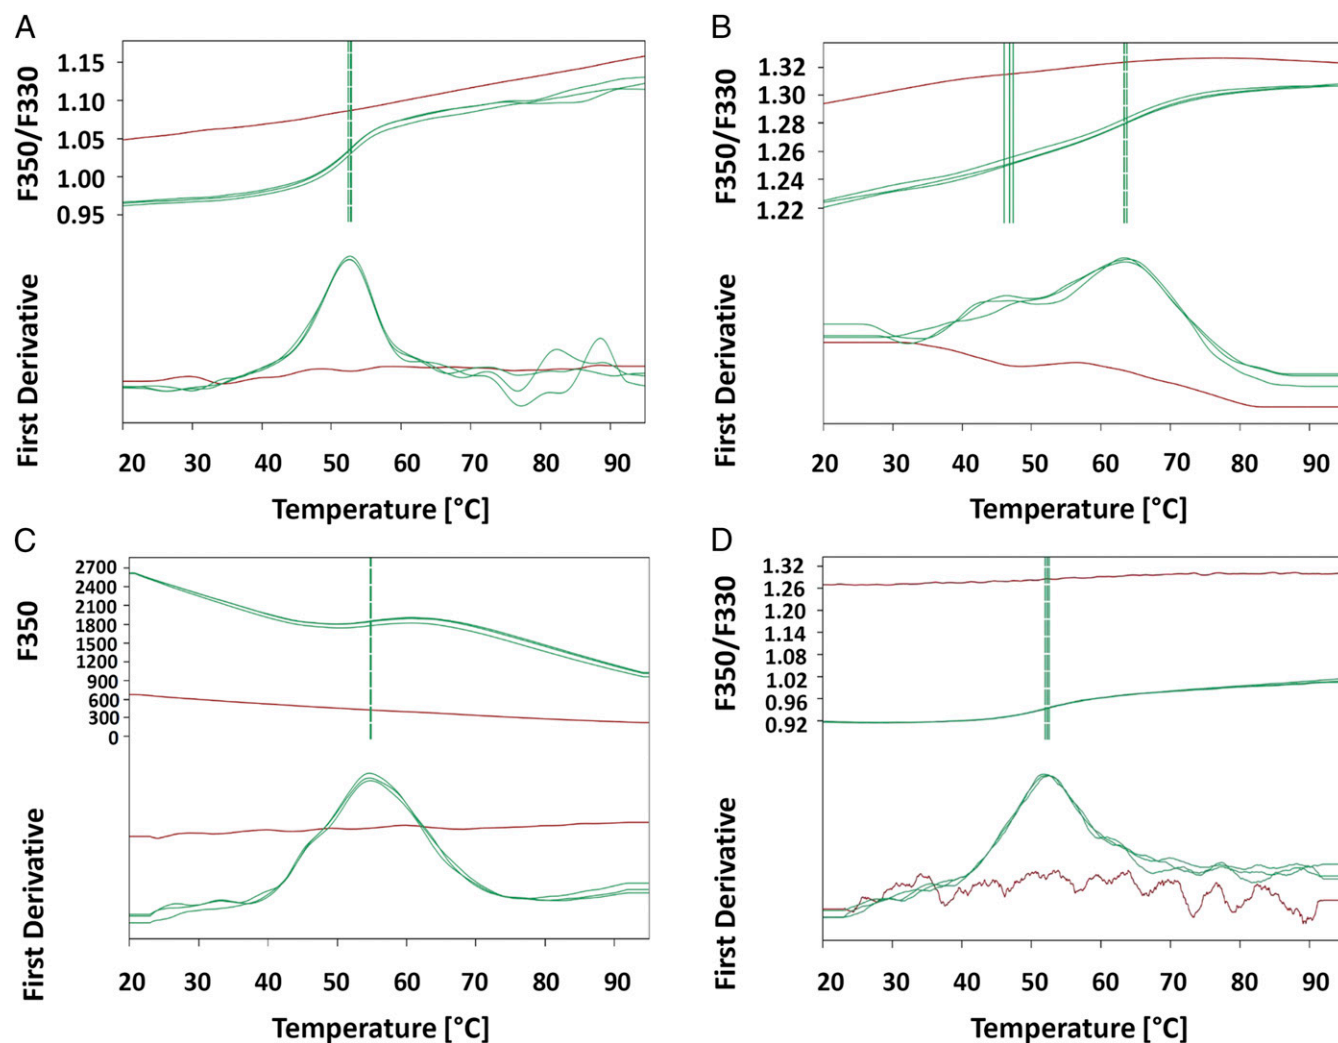 A
F350/F330
1.15
1.10
1.05
1.00
0.95
First Derivative
20 30 40 50 60 70 80 90
Temperature [°C]
B
F350/F330
1.32
1.30
1.28
1.26
1.24
1.22
First Derivative
20 30 40 50 60 70 80 90
Temperature [°C]
C
F350
2700
2400
2100
1800
1500
1200
900
600
300
0
First Derivative
20 30 40 50 60 70 80 90
Temperature [°C]
D
F350/F330
1.32
1.26
1.20
1.14
1.08
1.02
0.96
0.92
First Derivative
20 30 40 50 60 70 80 90
Temperature [°C]